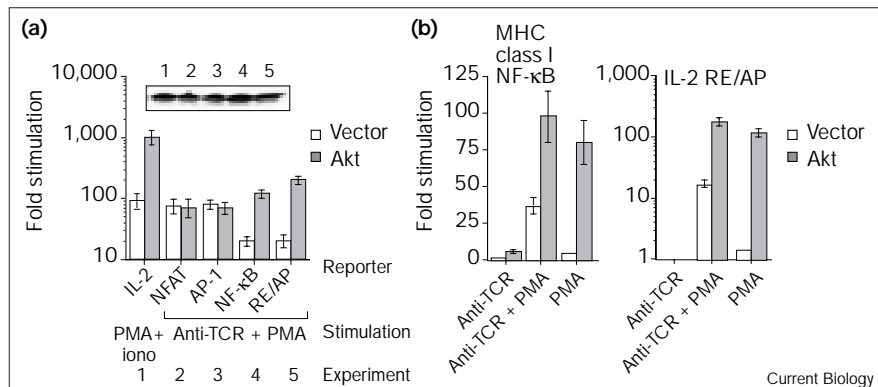 (a)
1 2 3 4 5
10,000
1,000
100
10
Fold stimulation
Vector
Akt
IL-2
NFAT
AP-1
NF-κB
RE/AP
Reporter
PMA+
iono
Anti-TCR + PMA
Stimulation
1 2 3 4 5
Experiment
(b)
MHC
class I
NF-κB
125
100
75
50
25
0
Fold stimulation
Anti-TCR
Anti-TCR + PMA
PMA
IL-2 RE/AP
1,000
100
10
1
Vector
Akt
Anti-TCR
Anti-TCR + PMA
PMA
Current Biology